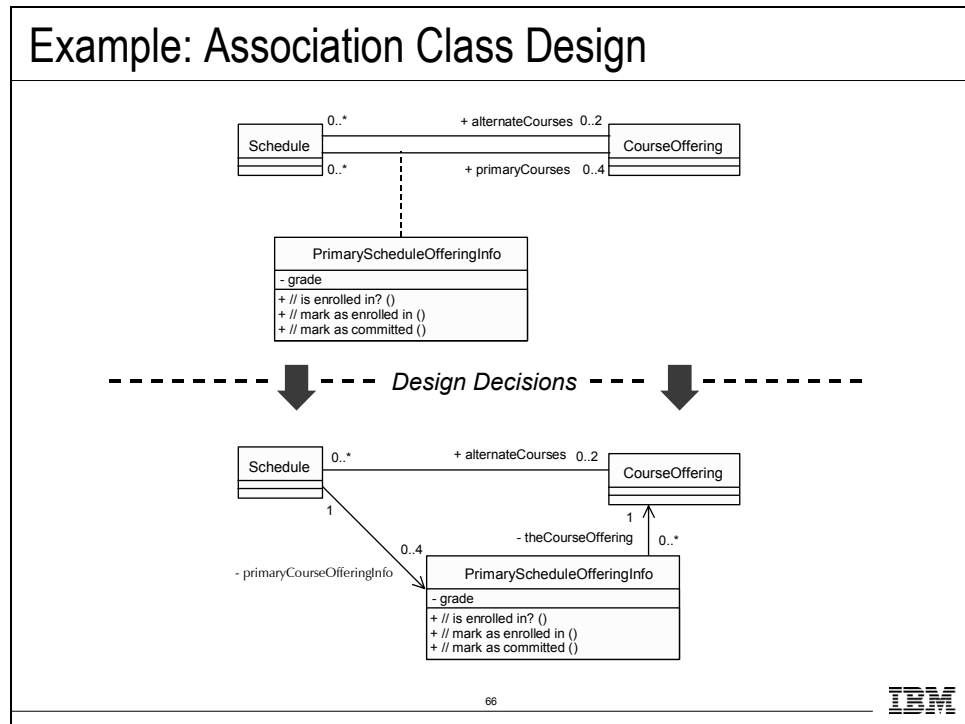 Example: Association Class Design
0..* + alternateCourses 0..2
Schedule CourseOffering
0..* + primaryCourses 0..4
PrimaryScheduleOfferingInfo
- grade
+ // is enrolled in? ()
+ // mark as enrolled in ()
+ // mark as committed ()
Design Decisions
0..* + alternateCourses 0..2
Schedule CourseOffering
1 1
- theCourseOffering 0..*
0..4
- primaryCourseOfferingInfo PrimaryScheduleOfferingInfo
- grade
+ // is enrolled in? ()
+ // mark as enrolled in ()
+ // mark as committed ()
66
IBM